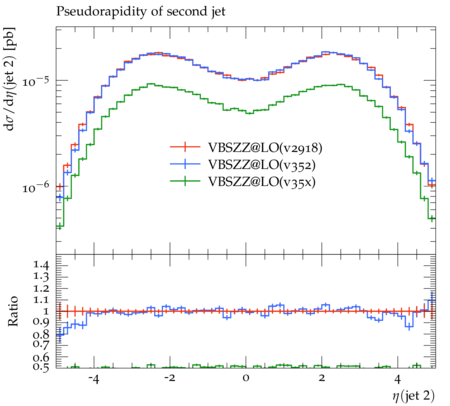 Pseudorapidity of second jet
dσ/dη(jet 2) [pb]
10⁻⁵
10⁻⁶
VBSZZ@LO(v2918)
VBSZZ@LO(v352)
VBSZZ@LO(v35x)
Ratio
1.4
1.3
1.2
1.1
1
0.9
0.8
0.7
0.6
0.5
-4 -2 0 2 4
η(jet 2)